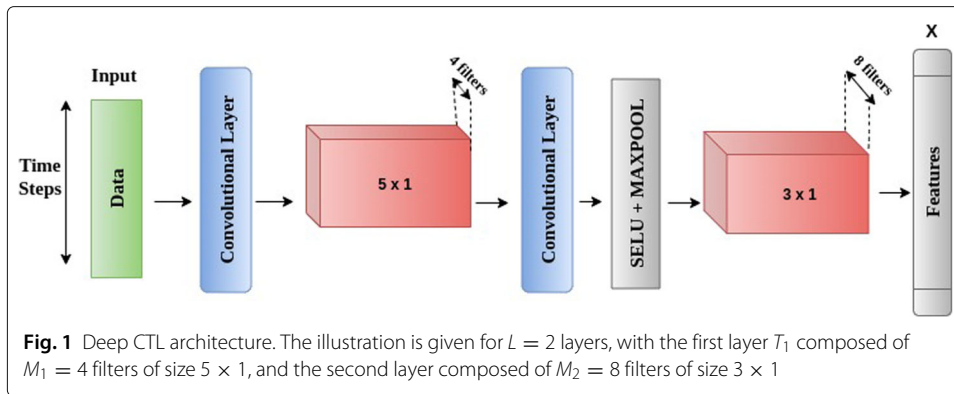 X
Input
4 filters
8 filters
Time
Steps
Data
Convolutional Layer
5 x 1
Convolutional Layer
SELU + MAXPOOL
3 x 1
Features
Fig. 1 Deep CTL architecture. The illustration is given for L = 2 layers, with the first layer T₁ composed of
M₁ = 4 filters of size 5 × 1, and the second layer composed of M₂ = 8 filters of size 3 × 1